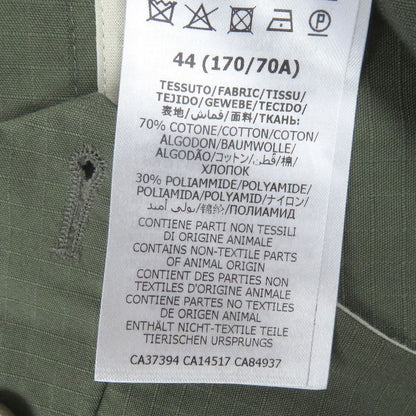 44 (170/70A)
TESSUTO/FABRIC/TISSU/
TEJIDO/GEWEBE/TECIDO/
表地/قماش/面料/ТКАНЬ:
70% COTONE/COTTON/COTON/
ALGODON/BAUMWOLLE/
ALGODÃO/コットン/قطن/棉/
ХЛОПОК
30% POLIAMMIDE/POLYAMIDE/
POLIAMIDA/POLYAMID/ナイロン/
POLIAMIDA/بولي أميد/锦纶/ПОЛИАМИД
CONTIENE PARTI NON TESSILI
DI ORIGINE ANIMALE
CONTAINS NON-TEXTILE PARTS
OF ANIMAL ORIGIN
CONTIENT DES PARTIES NON
TEXTILES D'ORIGINE ANIMALE
CONTIENE PARTES NO TEXTILES
DE ORIGEN ANIMAL
ENTHÄLT NICHT-TEXTILE TEILE
TIERISCHEN URSPRUNGS
CA37394 CA14517 CA84937